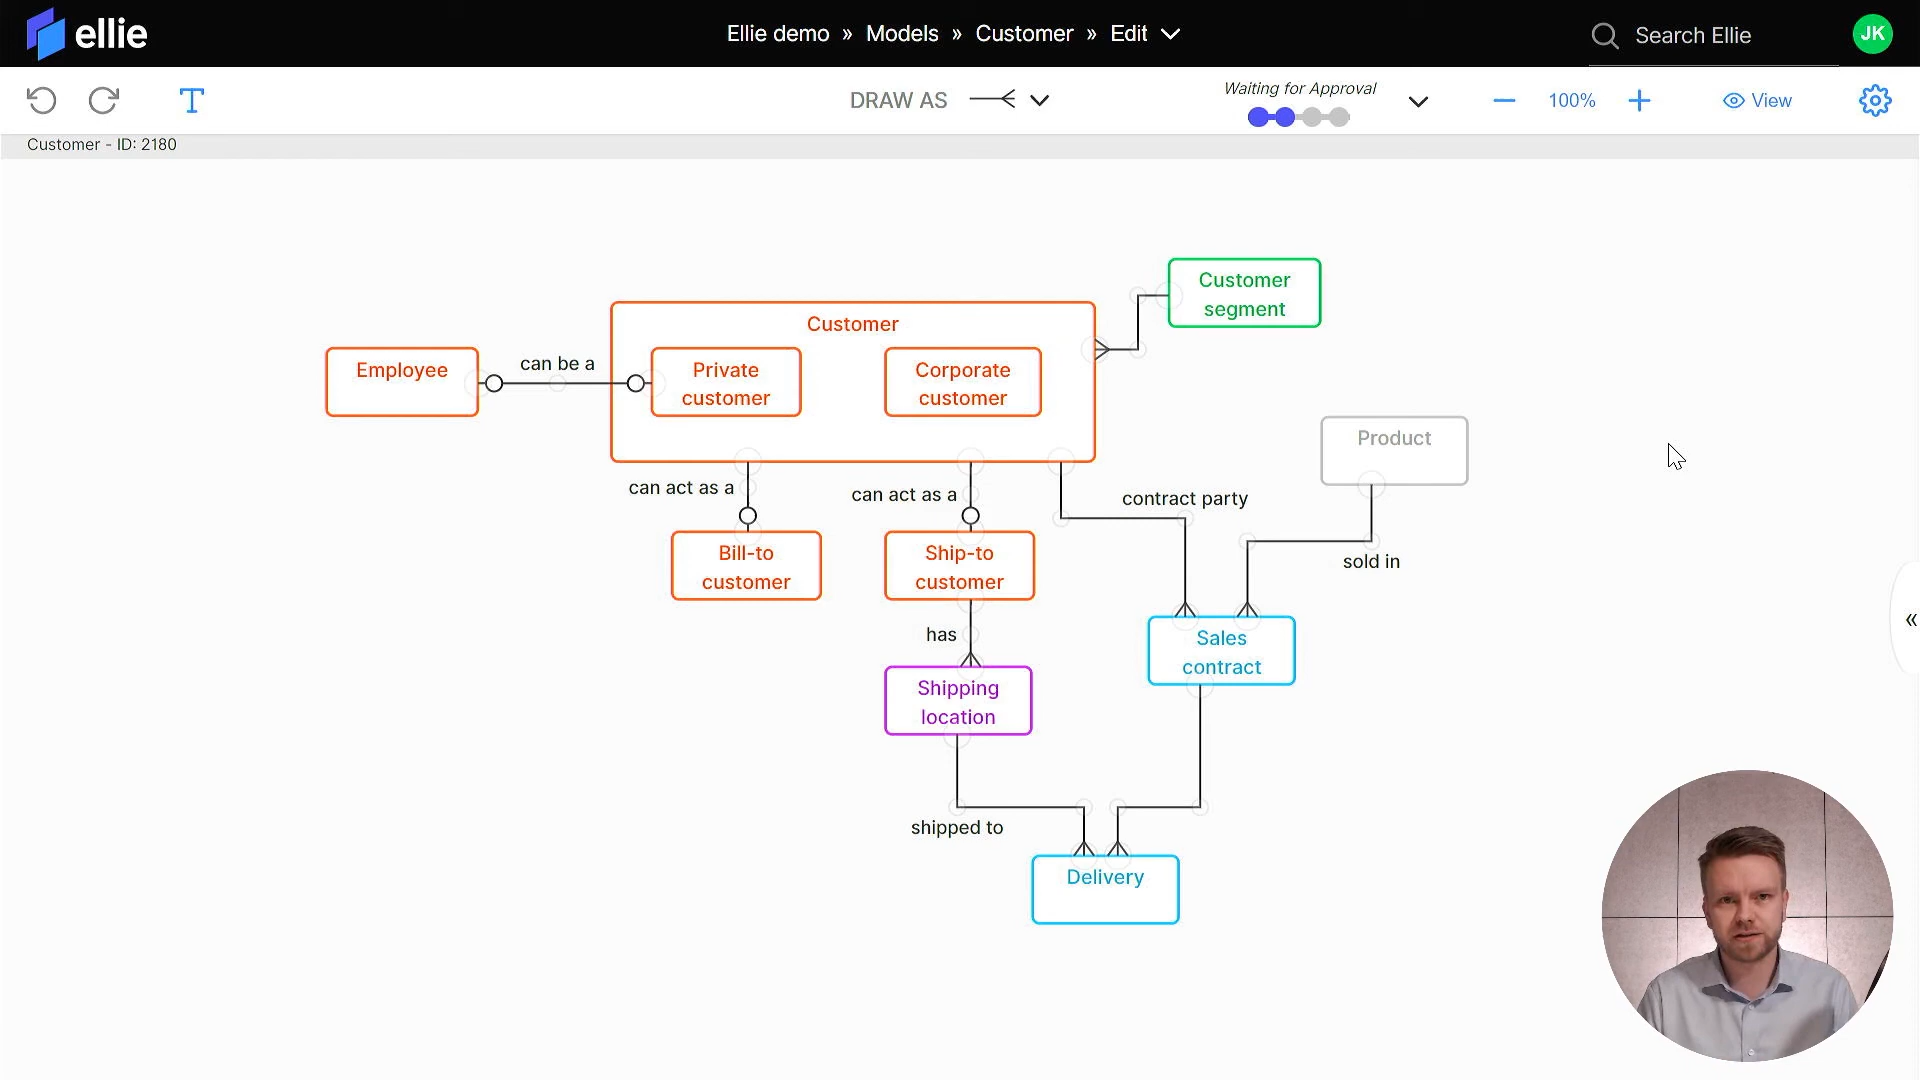 ellie
Ellie demo » Models » Customer » Edit
Search Ellie
JK
T
DRAW AS
Waiting for Approval
100%
View
Customer - ID: 2180
Customer
segment
Customer
Employee
can be a
Private
customer
Corporate
customer
Product
can act as a
can act as a
contract party
sold in
Bill-to
customer
Ship-to
customer
has
Sales
contract
Shipping
location
shipped to
Delivery
«